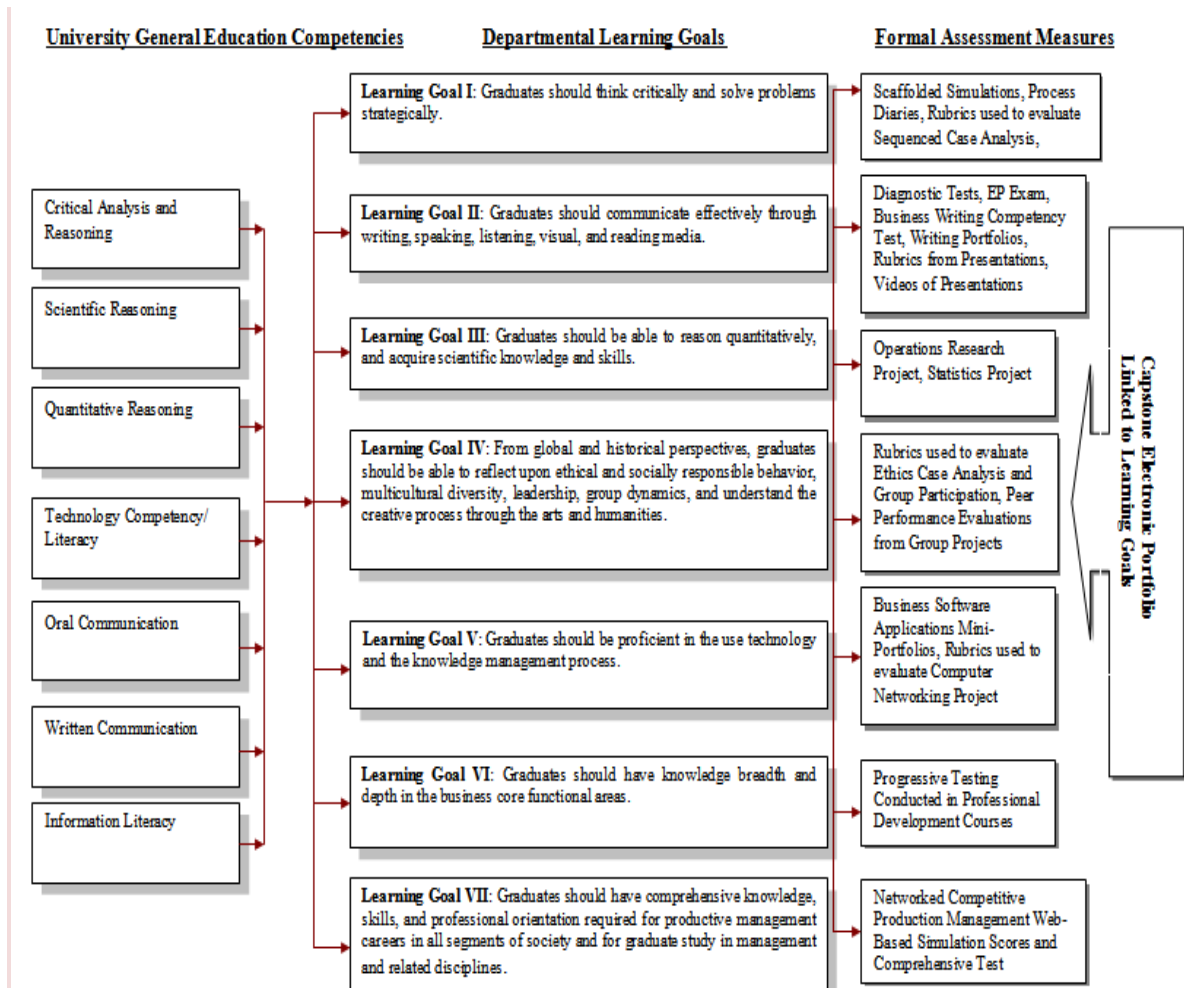 University General Education Competencies
Departmental Learning Goals
Formal Assessment Measures
Critical Analysis and
Reasoning
Scientific Reasoning
Quantitative Reasoning
Technology Competency/
Literacy
Oral Communication
Written Communication
Information Literacy
Learning Goal I: Graduates should think critically and solve problems
strategically.
Learning Goal II: Graduates should communicate effectively through
writing, speaking, listening, visual, and reading media.
Learning Goal III: Graduates should be able to reason quantitatively,
and acquire scientific knowledge and skills.
Learning Goal IV: From global and historical perspectives, graduates
should be able to reflect upon ethical and socially responsible behavior,
multicultural diversity, leadership, group dynamics, and understand the
creative process through the arts and humanities.
Learning Goal V: Graduates should be proficient in the use technology
and the knowledge management process.
Learning Goal VI: Graduates should have knowledge breadth and
depth in the business core functional areas.
Learning Goal VII: Graduates should have comprehensive knowledge,
skills, and professional orientation required for productive management
careers in all segments of society and for graduate study in management
and related disciplines.
Scaffolded Simulations, Process
Diaries, Rubrics used to evaluate
Sequenced Case Analysis,
Diagnostic Tests, EP Exam,
Business Writing Competency
Test, Writing Portfolios,
Rubrics from Presentations,
Videos of Presentations
Operations Research
Project, Statistics Project
Rubrics used to evaluate
Ethics Case Analysis and
Group Participation, Peer
Performance Evaluations
from Group Projects
Business Software
Applications Mini-
Portfolios, Rubrics used to
evaluate Computer
Networking Project
Progressive Testing
Conducted in Professional
Development Courses
Networked Competitive
Production Management Web-
Based Simulation Scores and
Comprehensive Test
Capstone Electronic Portfolio
Linked to Learning Goals